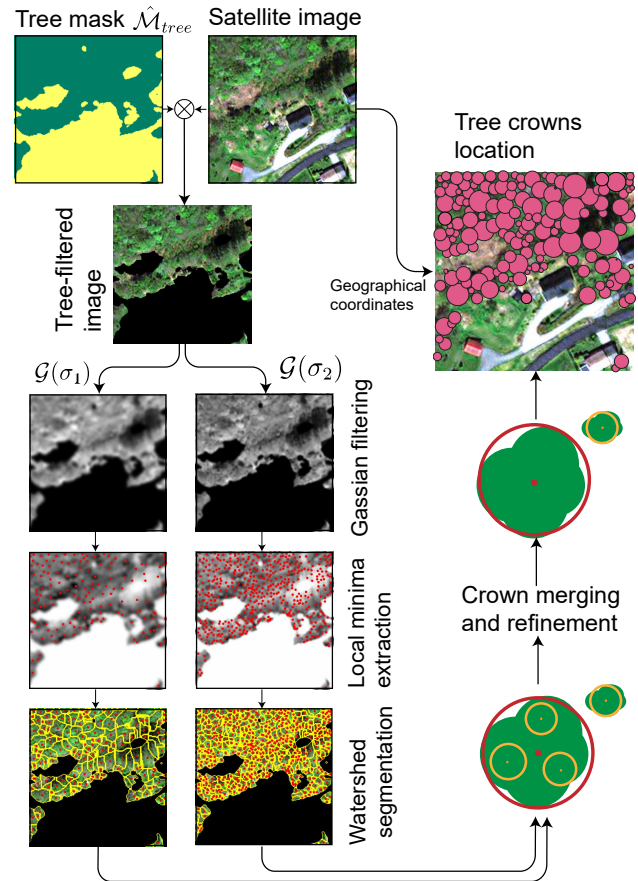 Tree mask $\hat{\mathcal{M}}_{tree}$
Satellite image
Tree crowns
location
Tree-filtered
image
Geographical
coordinates
$\mathcal{G}(\sigma_1)$
$\mathcal{G}(\sigma_2)$
Gassian filtering
Local minima
extraction
Crown merging
and refinement
Watershed
segmentation